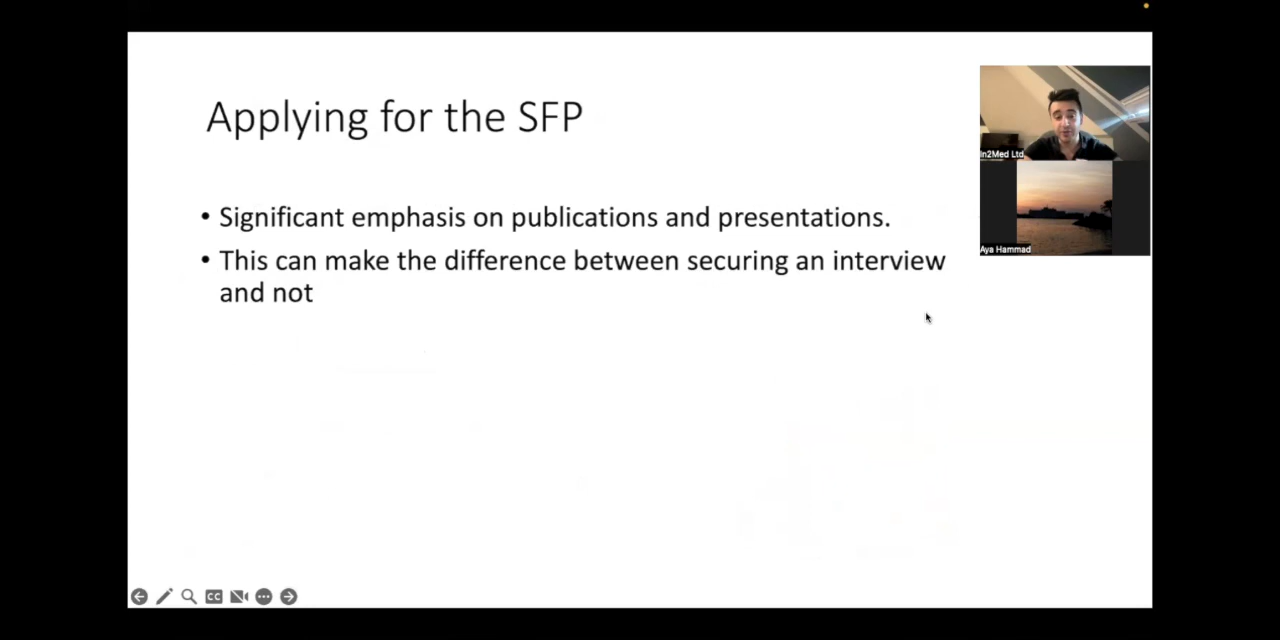 Applying for the SFP
• Significant emphasis on publications and presentations.
• This can make the difference between securing an interview
and not
In2Med Ltd
Aya Hammad
CC